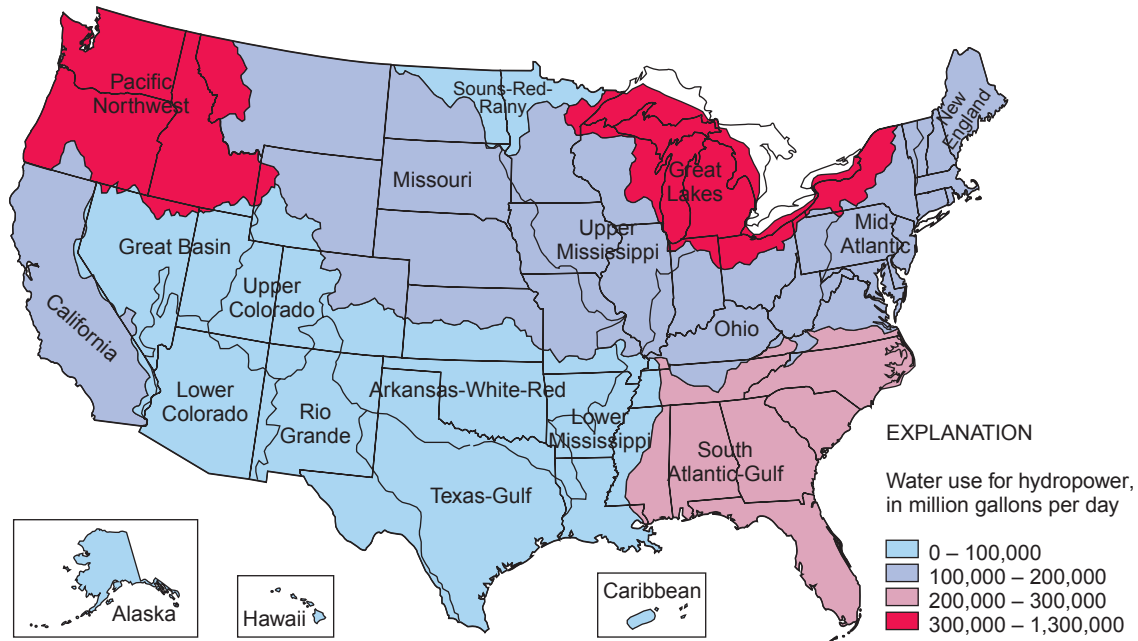 Pacific
Northwest
Souns-Red-
Rainy
New
England
Missouri
Great
Lakes
Upper
Mississippi
Mid
Atlantic
Great Basin
Upper
Colorado
California
Ohio
Lower
Colorado
Rio
Grande
Arkansas-White-Red
Lower
Mississippi
South
Atlantic-Gulf
Texas-Gulf
Alaska
Hawaii
Caribbean
EXPLANATION
Water use for hydropower,
in million gallons per day
0 – 100,000
100,000 – 200,000
200,000 – 300,000
300,000 – 1,300,000